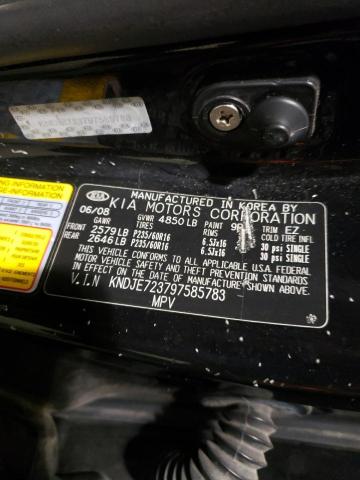 KIA
MANUFACTURED IN KOREA BY
KIA MOTORS CORPORATION
06/08 GVWR 4850 LB PAINT TRIM EZ
GAWR TIRES RIMS COLD TIRE INFL
FRONT 2579 LB P235/60R16 6.5Jx16 30 psi SINGLE
2646 LB P235/60R16 6.5Jx16 30 psi SINGLE
THIS VEHICLE CONFORMS TO ALL APPLICABLE U.S.A. FEDERAL
MOTOR VEHICLE SAFETY AND THEFT PREVENTION STANDARDS
IN EFFECT ON THE DATE OF MANUFACTURE SHOWN ABOVE.
V.I.N KNDJE723797585783
MPV
ING INFORMATION